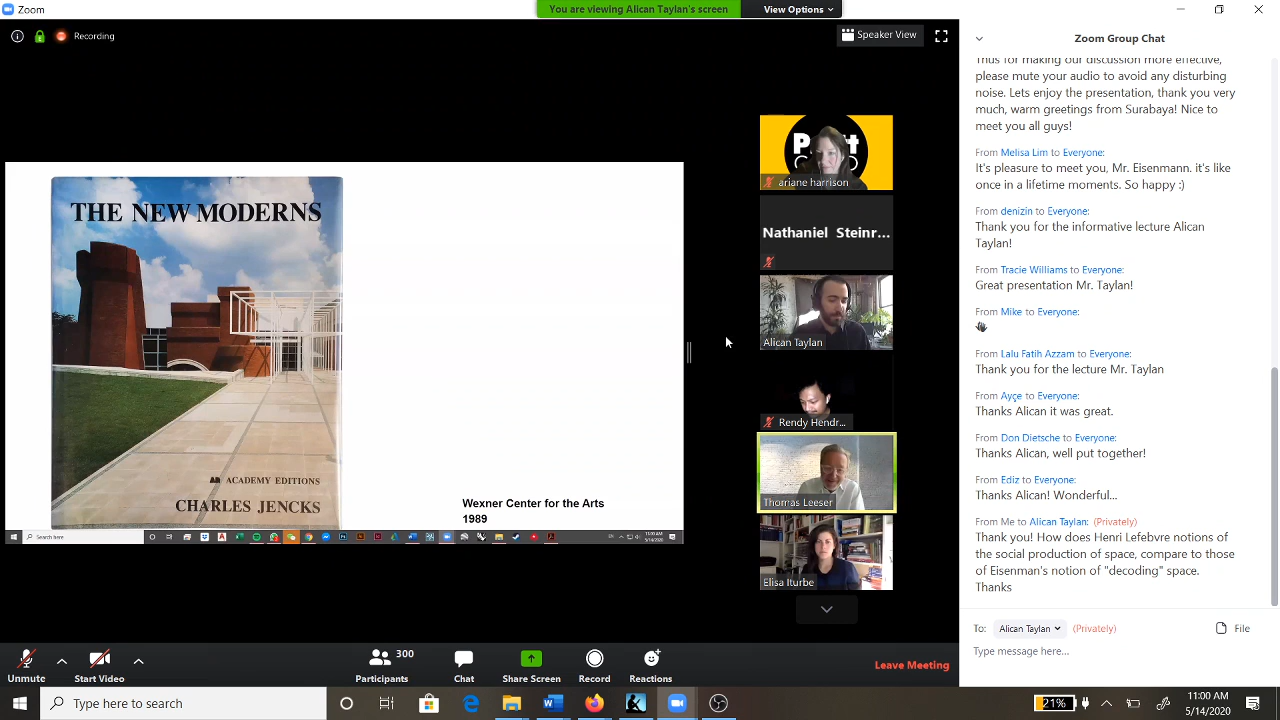 Zoom
You are viewing Alican Taylan's screen
View Options
Recording
Speaker View
THE NEW MODERNS
ACADEMY EDITIONS
CHARLES JENCKS
Wexner Center for the Arts
1989
Search here
11:00 AM
5/14/2020
ariane harrison
Nathaniel Steinr...
Alican Taylan
Rendy Hendr...
Thomas Leeser
Elisa Iturbe
Zoom Group Chat
Thus for making our discussion more effective,
please mute your audio to avoid any disturbing
noise. Lets enjoy the presentation, thank you very
much, warm greetings from Surabaya! Nice to
meet you all guys!
From Melisa Lim to Everyone:
It's pleasure to meet you, Mr. Eisenmann. it's like
once in a lifetime moments. So happy :)
From denizin to Everyone:
Thank you for the informative lecture Alican
Taylan!
From Tracie Williams to Everyone:
Great presentation Mr. Taylan!
From Mike to Everyone:
From Lalu Fatih Azzam to Everyone:
Thank you for the lecture Mr. Taylan
From Ayçe to Everyone:
Thanks Alican it was great.
From Don Dietsche to Everyone:
Thanks Alican, well put together!
From Ediz to Everyone:
Thanks Alican! Wonderful...
From Me to Alican Taylan: (Privately)
Thank you! How does Henri Lefebvre notions of
the social production of space, compare to those
of Eisenman's notion of "decoding" space.
Thanks
To: Alican Taylan (Privately)
File
Type message here...
Unmute
Start Video
Participants
300
Chat
Share Screen
Record
Reactions
Leave Meeting
Type here to search
21%
11:00 AM
5/14/2020